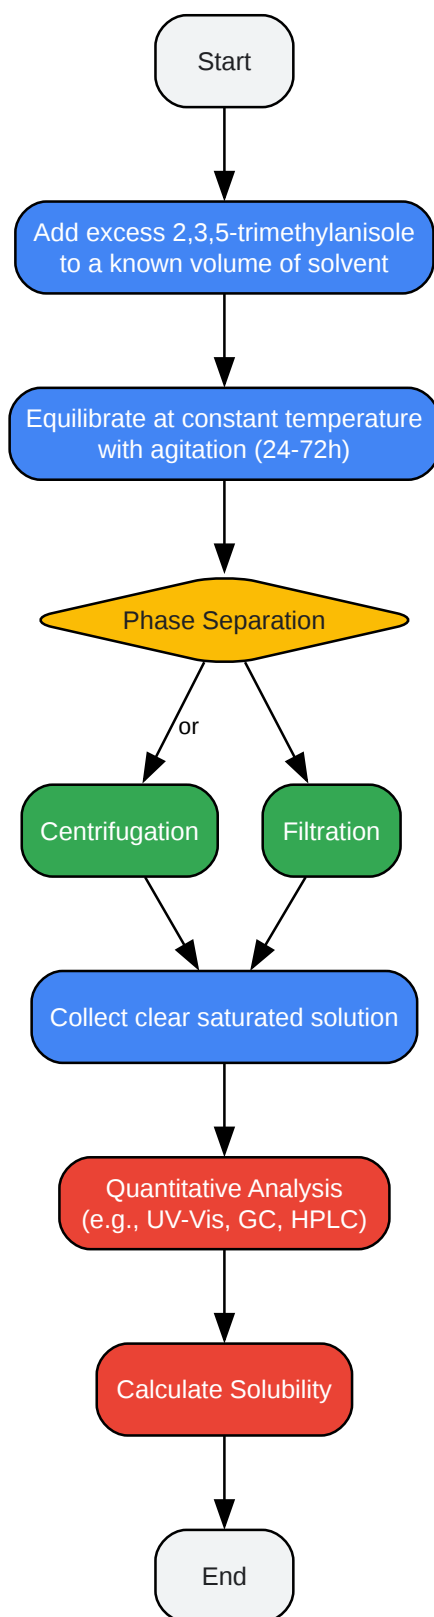 Start
Add excess 2,3,5-trimethylanisole
to a known volume of solvent
Equilibrate at constant temperature
with agitation (24-72h)
Phase Separation
or
Centrifugation
Filtration
Collect clear saturated solution
Quantitative Analysis
(e.g., UV-Vis, GC, HPLC)
Calculate Solubility
End